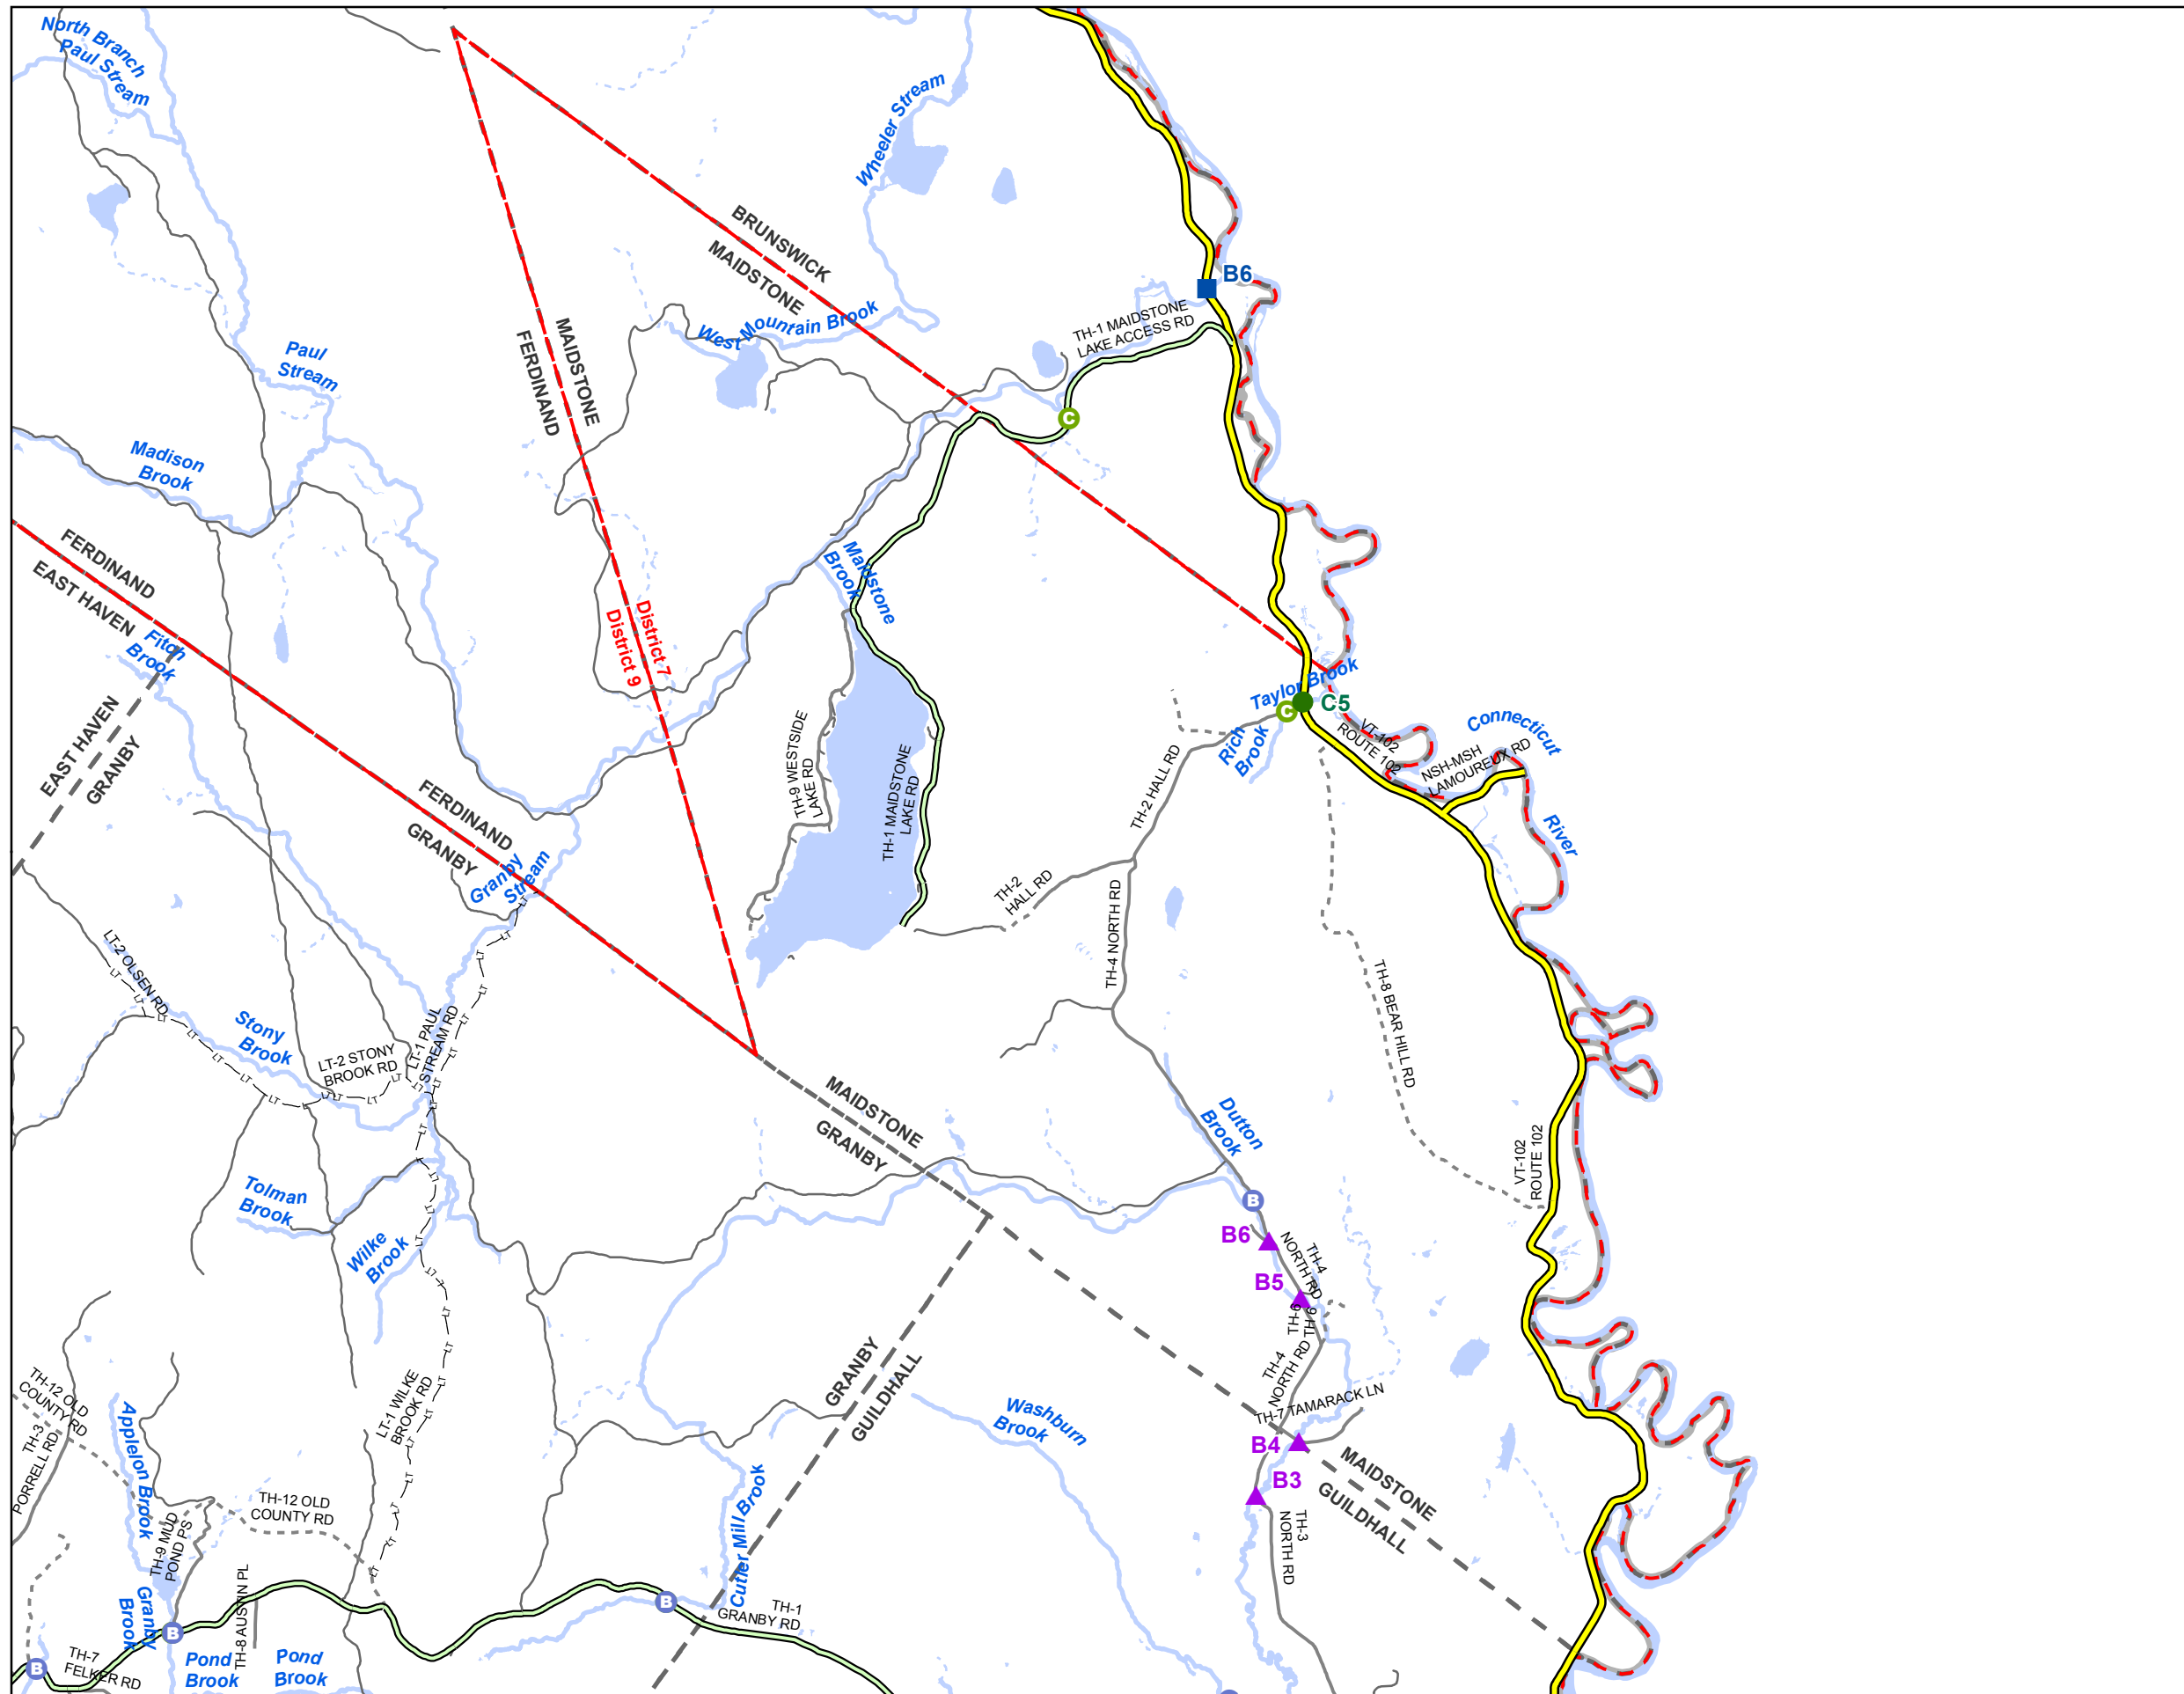 North Branch
Paul Stream
Wheeler Stream
BRUNSWICK
MAIDSTONE
B6
TH-1 MAIDSTONE
LAKE ACCESS RD
West Mountain Brook
MAIDSTONE
FERDINAND
Paul
Stream
C
Madison
Brook
FERDINAND
EAST HAVEN
Maidstone
Brook
Fitch
Brook
District 7
District 9
Taylor Brook
C
C5
Rich
Brook
VT-102
ROUTE 102
Connecticut
River
NSH-MSH
LAMOUREUX RD
EAST HAVEN
GRANBY
TH-9 WESTSIDE
LAKE RD
TH-1 MAIDSTONE
LAKE RD
TH-2 HALL RD
FERDINAND
GRANBY
Granby
Stream
TH-2
HALL RD
TH-4 NORTH RD
LT-2 OLSEN RD
TH-8 BEAR HILL RD
Stony
Brook
LT-2 STONY
BROOK RD
LT-1 PAUL
STREAM RD
MAIDSTONE
GRANBY
Dutton
Brook
VT-102
ROUTE 102
Tolman
Brook
Wilke
Brook
B
B6
TH-4
NORTH RD
B5
TH-6
TH-6
TH-4
NORTH RD
GRANBY
GUILDHALL
TH-7 TAMARACK LN
TH-12 OLD
COUNTY RD
TH-3
PORRELL RD
Appleton Brook
LT-1 WILKE
BROOK RD
Washburn
Brook
B4
B3
MAIDSTONE
GUILDHALL
TH-12 OLD
COUNTY RD
TH-9 MUD
POND PS
Cutler Mill Brook
TH-3
NORTH RD
TH-8 AUSTIN PL
Granby
Brook
B
B
TH-1
GRANBY RD
B
TH-7
FELKER RD
Pond
Brook
Pond
Brook